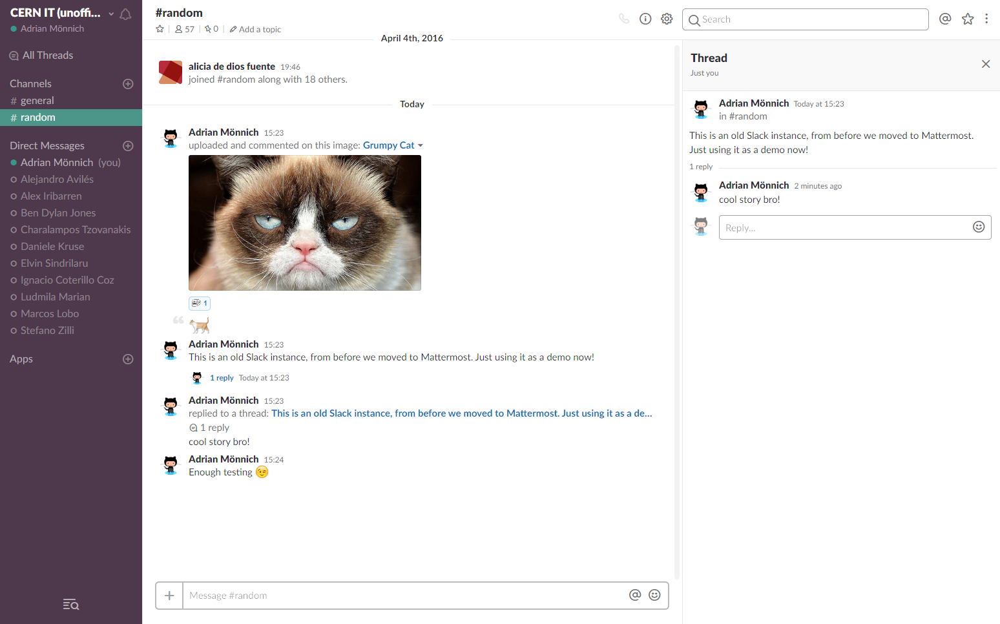 CERN IT (unoffi...
Adrian Mönnich
All Threads
Channels
# general
# random
Direct Messages
Adrian Mönnich (you)
Alejandro Avilés
Alex Iribarren
Ben Dylan Jones
Charalampos Tzovanakis
Daniele Kruse
Elvin Sindrilaru
Ignacio Coterillo Coz
Ludmila Marian
Marcos Lobo
Stefano Zilli
Apps
#random
57
0
Add a topic
Search
April 4th, 2016
alicia de dios fuente 19:46
joined #random along with 18 others.
Today
Adrian Mönnich 15:23
uploaded and commented on this image: Grumpy Cat
1
Adrian Mönnich 15:23
This is an old Slack instance, from before we moved to Mattermost. Just using it as a demo now!
1 reply Today at 15:23
Adrian Mönnich 15:23
replied to a thread: This is an old Slack instance, from before we moved to Mattermost. Just using it as a de...
1 reply
cool story bro!
Adrian Mönnich 15:24
Enough testing 😉
Message #random
Thread
Just you
Adrian Mönnich Today at 15:23
in #random
This is an old Slack instance, from before we moved to Mattermost.
Just using it as a demo now!
1 reply
Adrian Mönnich 2 minutes ago
cool story bro!
Reply...